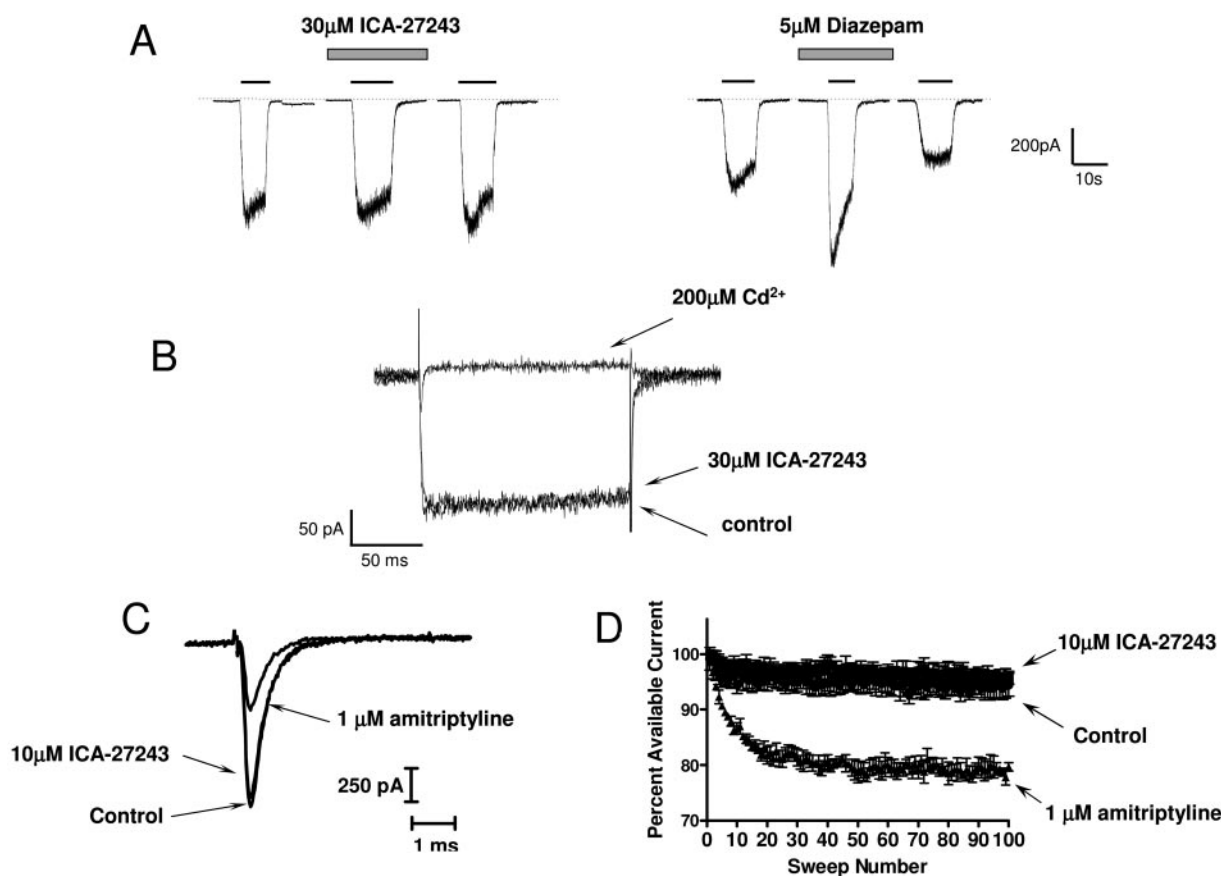 A
30μM ICA-27243
5μM Diazepam
200pA
10s
B
200μM Cd²⁺
30μM ICA-27243
control
50 pA
50 ms
C
1 μM amitriptyline
10μM ICA-27243
Control
250 pA
1 ms
D
Percent Available Current
100
90
80
70
0 10 20 30 40 50 60 70 80 90 100
Sweep Number
10μM ICA-27243
Control
1 μM amitriptyline